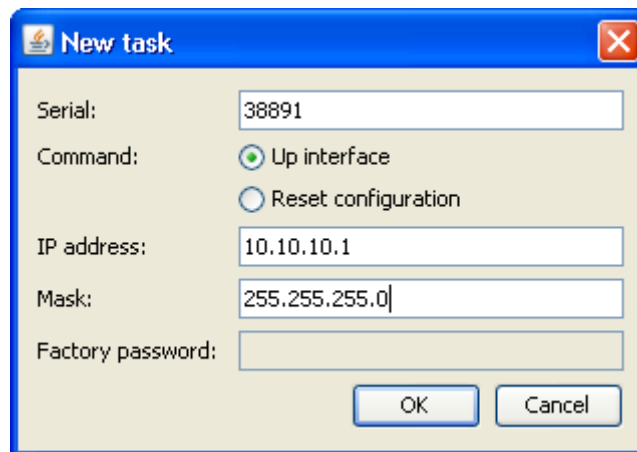 New task
Serial: 38891
Command: Up interface
Reset configuration
IP address: 10.10.10.1
Mask: 255.255.255.0
Factory password:
OK Cancel